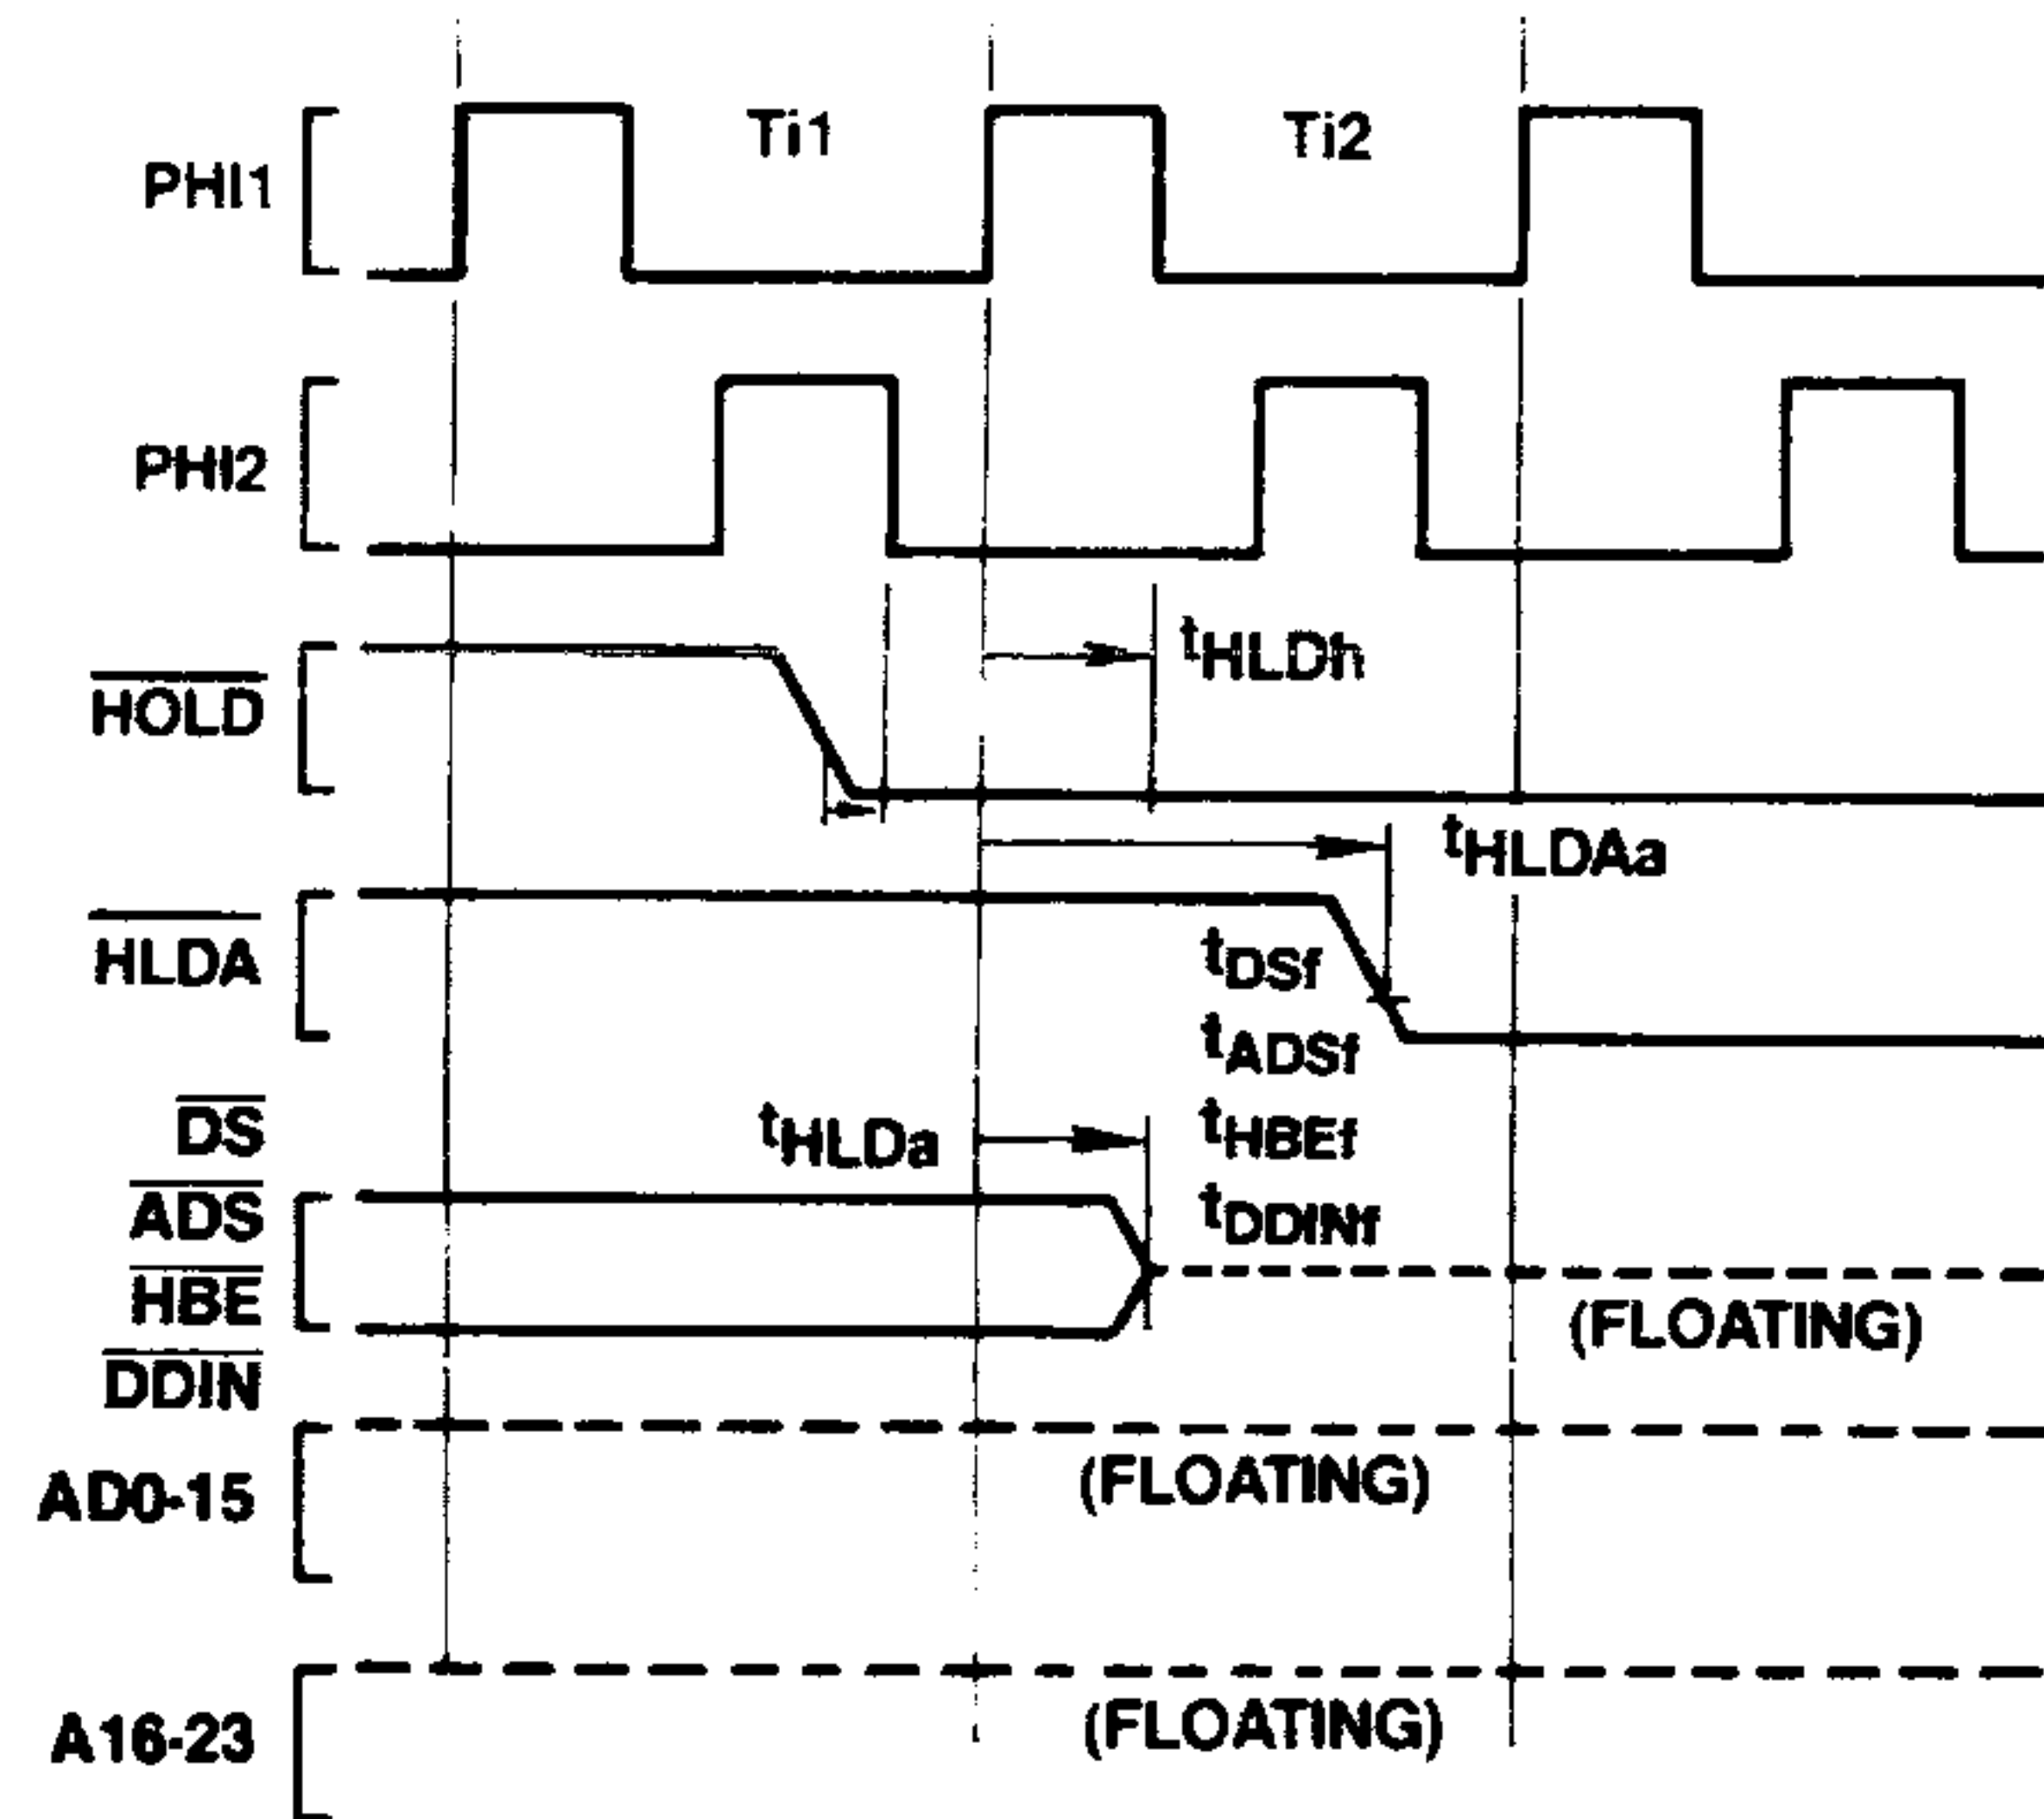 Ti1
Ti2
PHI1
PHI2
tHLDh
HOLD
tHLDAa
HLDA
tDSf
tADSf
DS
tHLDa
tHBEf
ADS
tDDINf
HBE
(FLOATING)
DDIN
AD0-15
(FLOATING)
A16-23
(FLOATING)